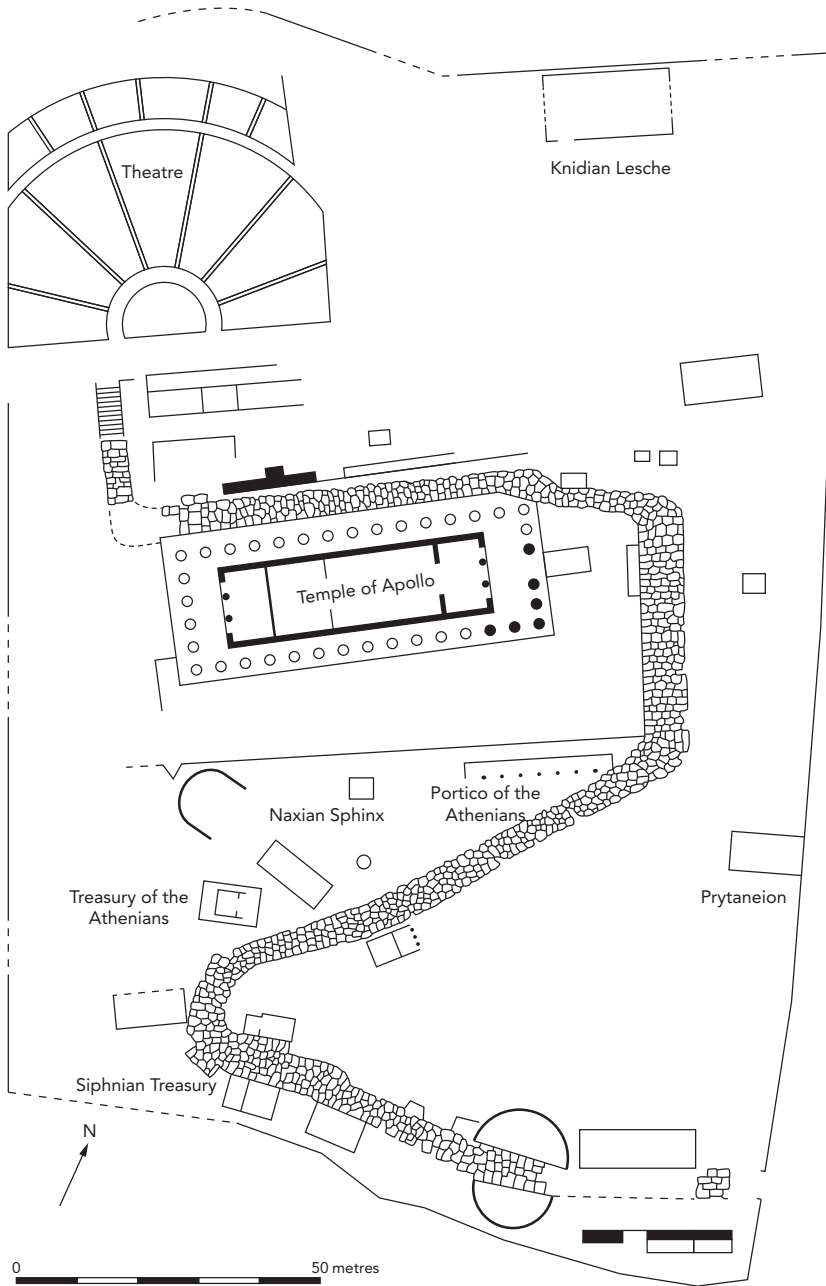 Theatre
Knidian Lesche
Temple of Apollo
Naxian Sphinx
Portico of the
Athenians
Treasury of the
Athenians
Prytaneion
Siphnian Treasury
N
0
50 metres